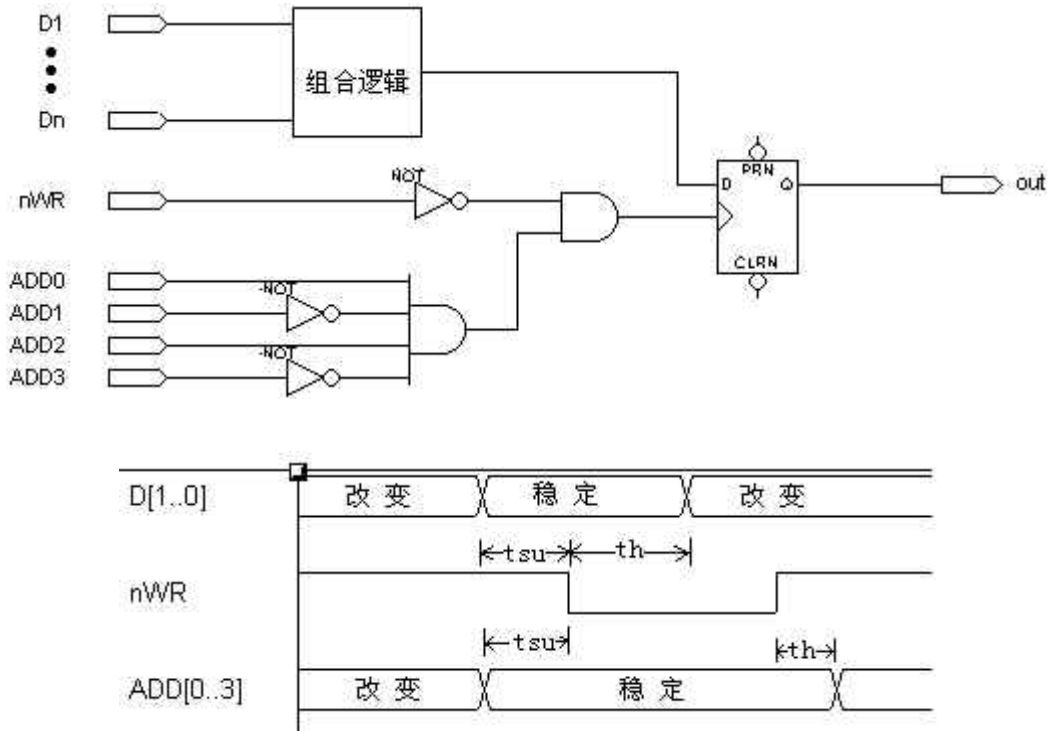 D1
组合逻辑
Dn
PRN
D Q
out
CLRN
NOT
nWR
ADD0
-NOT
ADD1
ADD2
-NOT
ADD3
D[1..0]
改变 稳定 改变
tsu th
nWR
tsu th
ADD[0..3]
改变 稳定